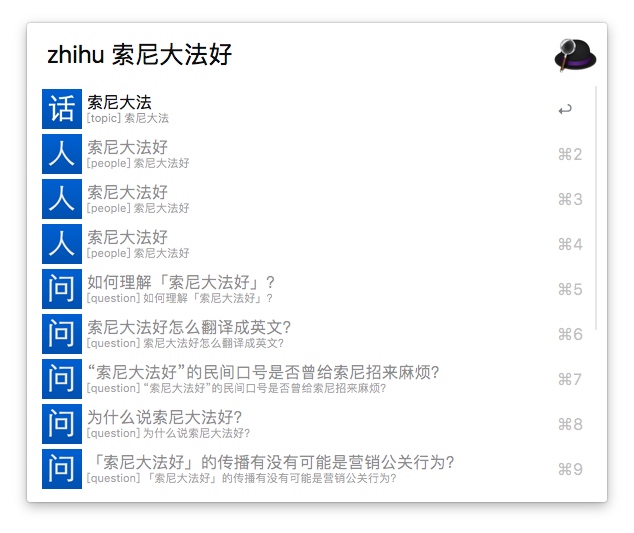 zhihu 索尼大法好
话 索尼大法 ↩
[topic] 索尼大法
人 索尼大法好 ⌘2
[people] 索尼大法好
人 索尼大法好 ⌘3
[people] 索尼大法好
人 索尼大法好 ⌘4
[people] 索尼大法好
问 如何理解「索尼大法好」? ⌘5
[question] 如何理解「索尼大法好」?
问 索尼大法好怎么翻译成英文? ⌘6
[question] 索尼大法好怎么翻译成英文?
问 “索尼大法好”的民间口号是否曾给索尼招来麻烦? ⌘7
[question] “索尼大法好”的民间口号是否曾给索尼招来麻烦?
问 为什么说索尼大法好? ⌘8
[question] 为什么说索尼大法好?
问 「索尼大法好」的传播有没有可能是营销公关行为? ⌘9
[question] 「索尼大法好」的传播有没有可能是营销公关行为?